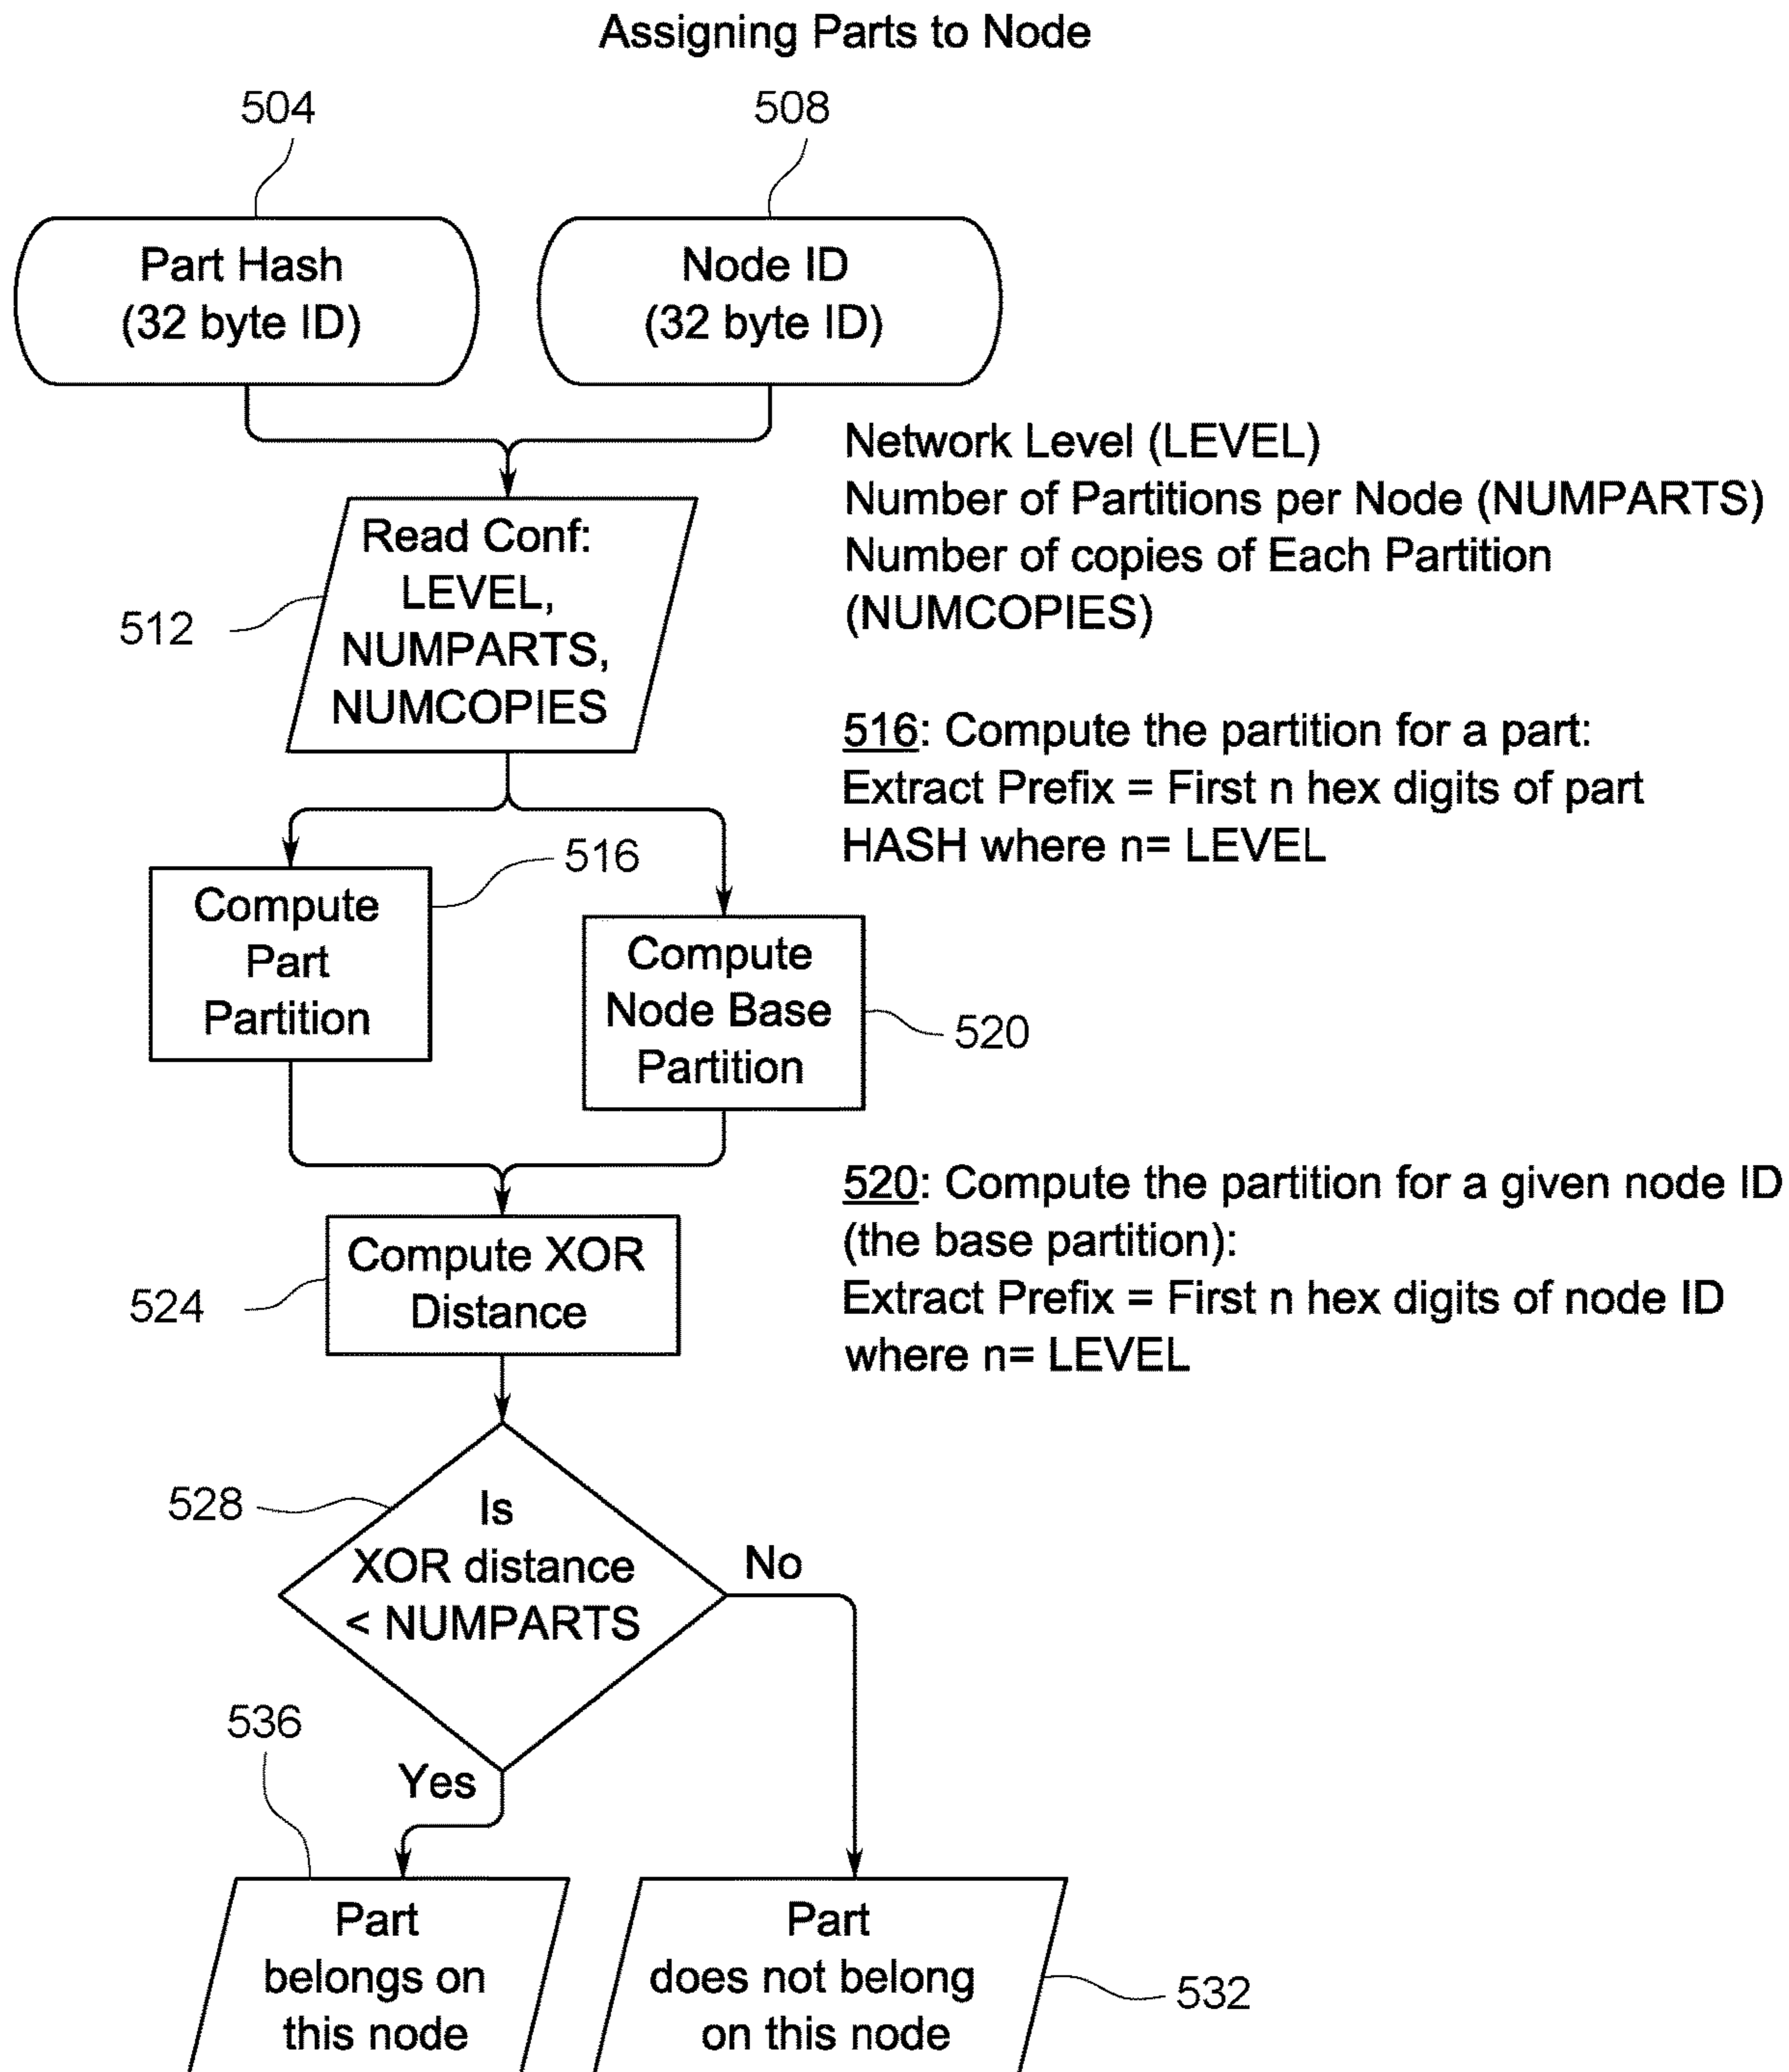 Assigning Parts to Node
504
508
Part Hash
(32 byte ID)
Node ID
(32 byte ID)
Network Level (LEVEL)
Number of Partitions per Node (NUMPARTS)
Number of copies of Each Partition
(NUMCOPIES)
Read Conf:
LEVEL,
NUMPARTS,
NUMCOPIES
512
516: Compute the partition for a part:
Extract Prefix = First n hex digits of part
HASH where n= LEVEL
516
Compute
Part
Partition
Compute
Node Base
Partition
520
520: Compute the partition for a given node ID
(the base partition):
Extract Prefix = First n hex digits of node ID
where n= LEVEL
Compute XOR
Distance
524
528
Is
XOR distance
< NUMPARTS
No
536
Yes
Part
belongs on
this node
Part
does not belong
on this node
532